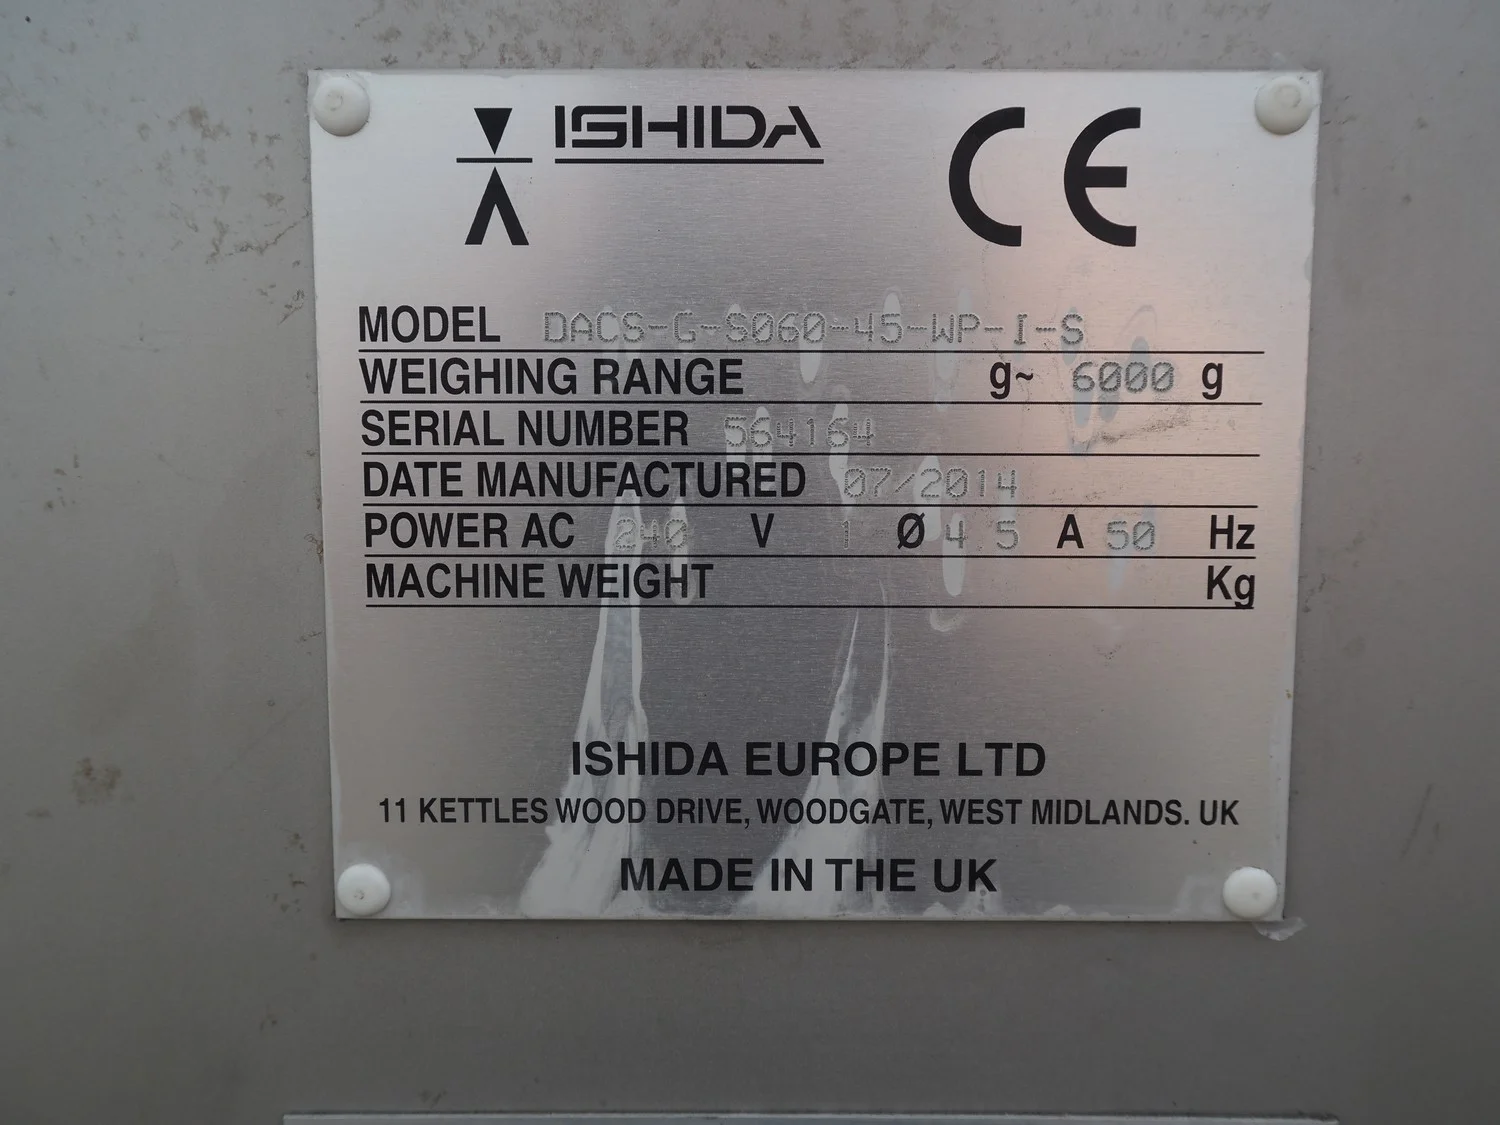 ISHIDA CE
MODEL DACS-G-S060-45-WP-I-S
WEIGHING RANGE g~ 6000 g
SERIAL NUMBER 564164
DATE MANUFACTURED 07/2014
POWER AC 240 V 1 Ø 4.5 A 50 Hz
MACHINE WEIGHT Kg
ISHIDA EUROPE LTD
11 KETTLES WOOD DRIVE, WOODGATE, WEST MIDLANDS. UK
MADE IN THE UK